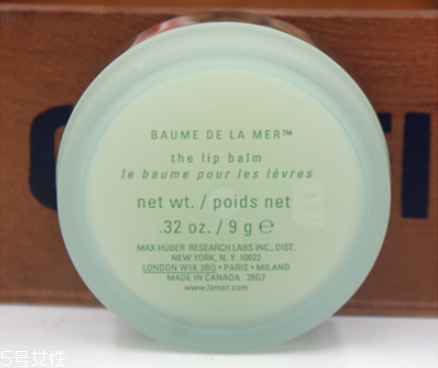 BAUME DE LA MER™
the lip balm
le baume pour les lèvres
net wt. / poids net
.32 oz. / 9 g ℮
MAX HUBER RESEARCH LABS INC., DIST.
NEW YORK, N. Y. 10022
LONDON W1K 3BQ • PARIS • MILANO
MADE IN CANADA 26G7
www.lamer.com
5号女性